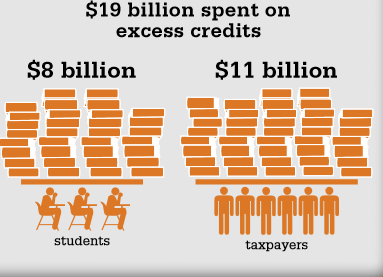 $19 billion spent on
excess credits
$8 billion
$11 billion
students
taxpayers